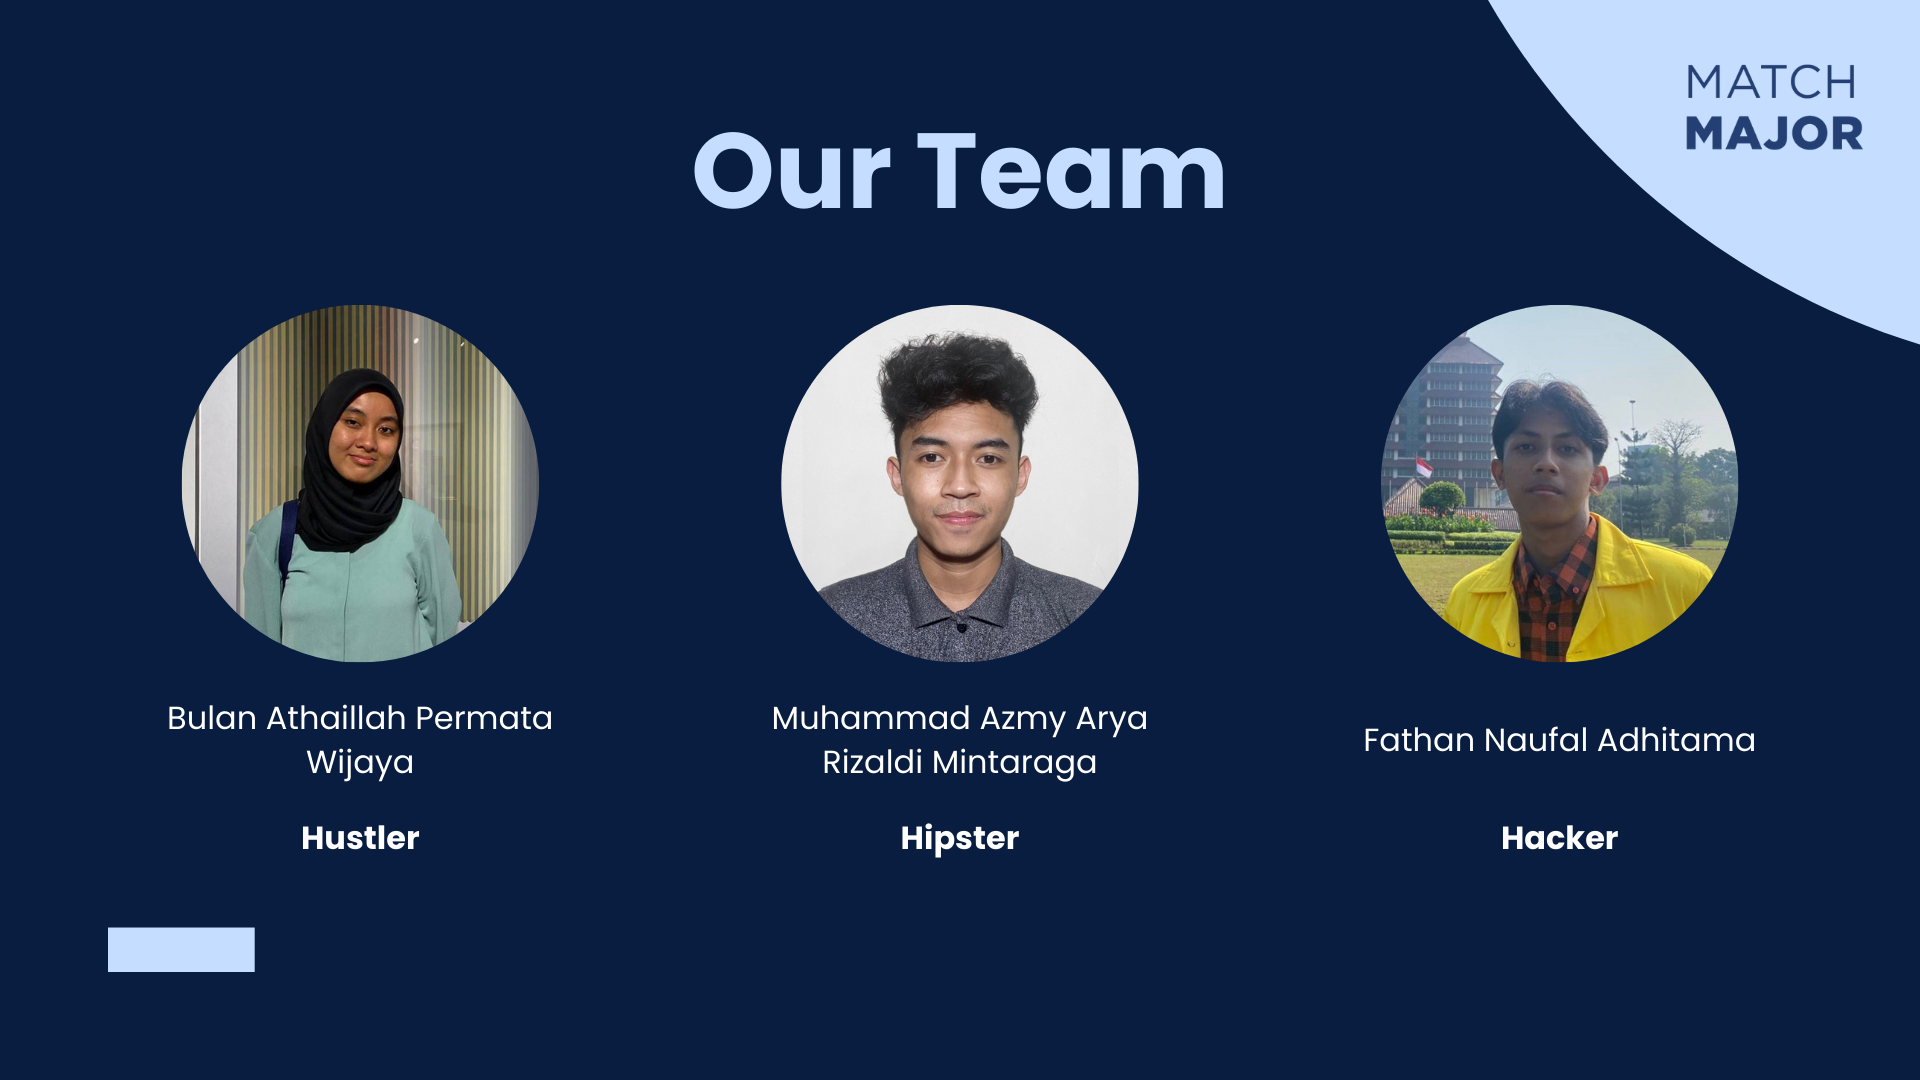 MATCH
MAJOR
Our Team
Bulan Athaillah Permata
Wijaya
Hustler
Muhammad Azmy Arya
Rizaldi Mintaraga
Hipster
Fathan Naufal Adhitama
Hacker